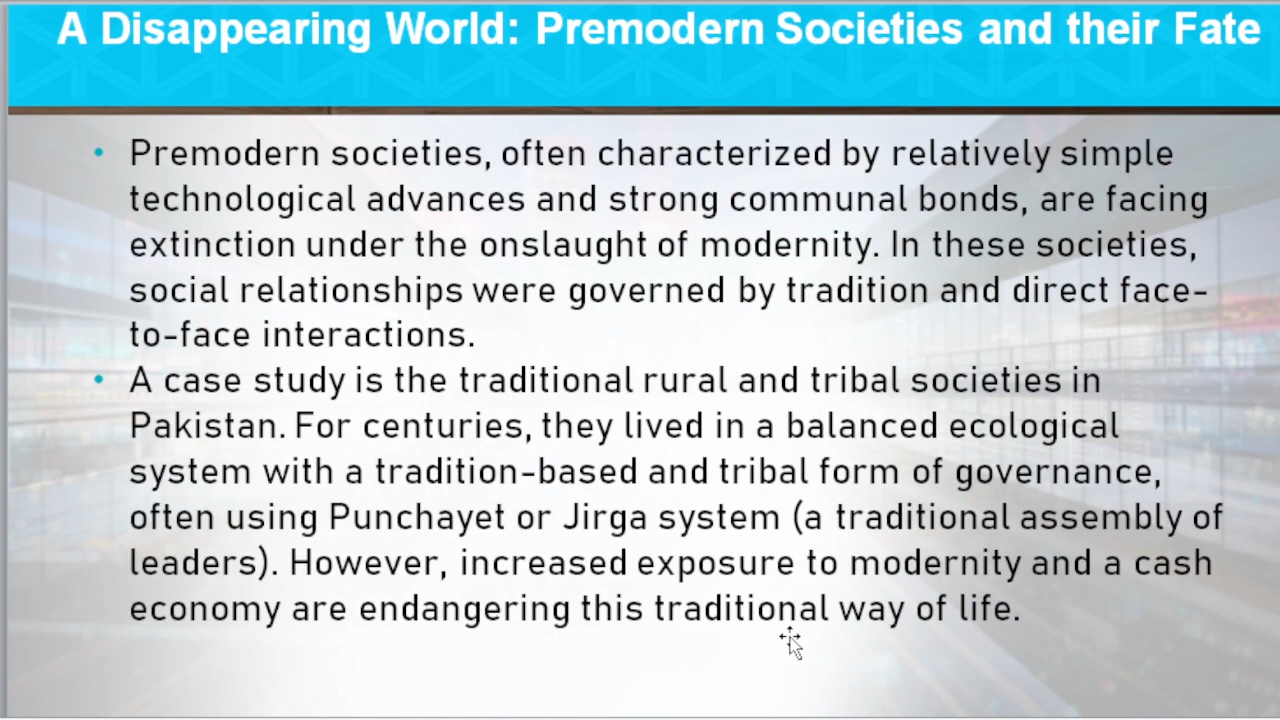 A Disappearing World: Premodern Societies and their Fate
• Premodern societies, often characterized by relatively simple
technological advances and strong communal bonds, are facing
extinction under the onslaught of modernity. In these societies,
social relationships were governed by tradition and direct face-
to-face interactions.
• A case study is the traditional rural and tribal societies in
Pakistan. For centuries, they lived in a balanced ecological
system with a tradition-based and tribal form of governance,
often using Punchayet or Jirga system (a traditional assembly of
leaders). However, increased exposure to modernity and a cash
economy are endangering this traditional way of life.